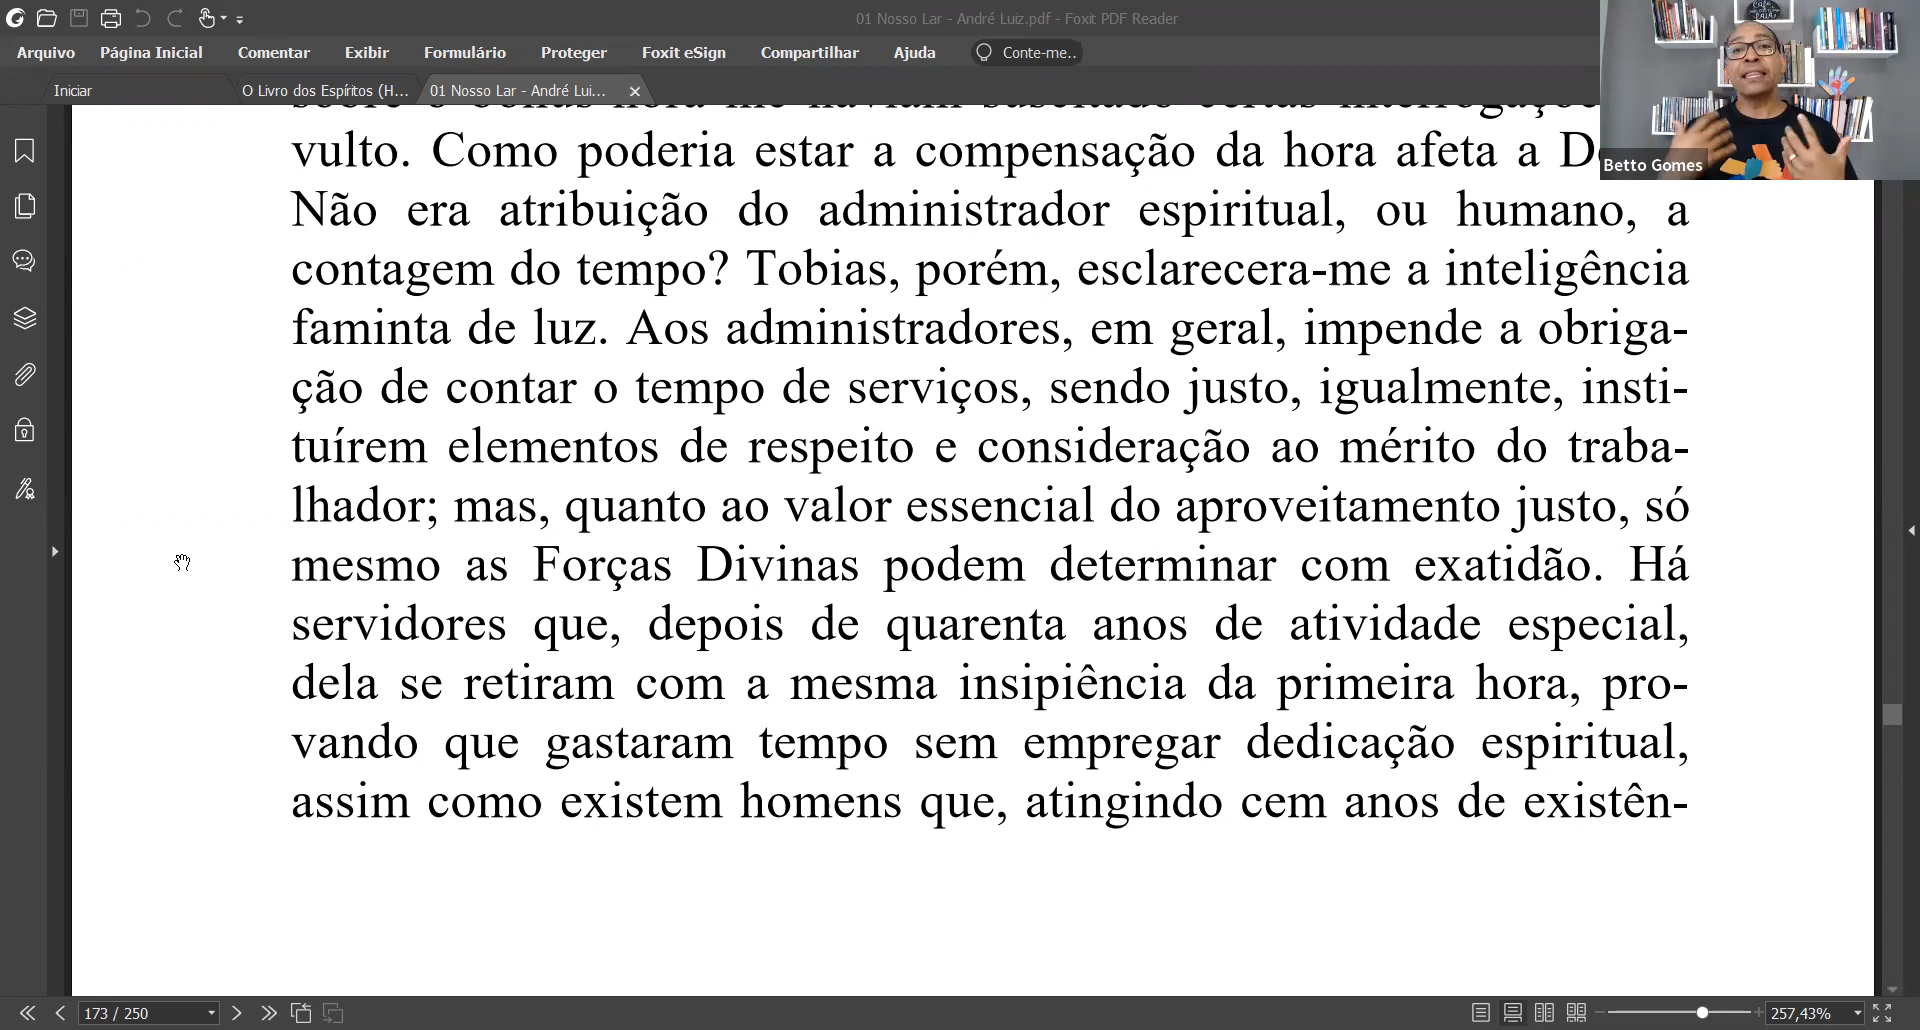 01 Nosso Lar - André Luiz.pdf - Foxit PDF Reader
Arquivo Página Inicial Comentar Exibir Formulário Proteger Foxit eSign Compartilhar Ajuda Conte-me..
Iniciar O Livro dos Espíritos (H... 01 Nosso Lar - André Lui...
Betto Gomes
sobre o bônus-hora me haviam suscitado certas
vulto. Como poderia estar a compensação da hora afeta a
Não era atribuição do administrador espiritual, ou humano, a
contagem do tempo? Tobias, porém, esclarecera-me a inteligência
faminta de luz. Aos administradores, em geral, impende a obriga-
ção de contar o tempo de serviços, sendo justo, igualmente, insti-
tuírem elementos de respeito e consideração ao mérito do traba-
lhador; mas, quanto ao valor essencial do aproveitamento justo, só
mesmo as Forças Divinas podem determinar com exatidão. Há
servidores que, depois de quarenta anos de atividade especial,
dela se retiram com a mesma insipiência da primeira hora, pro-
vando que gastaram tempo sem empregar dedicação espiritual,
assim como existem homens que, atingindo cem anos de existên-
173 / 250 257,43%